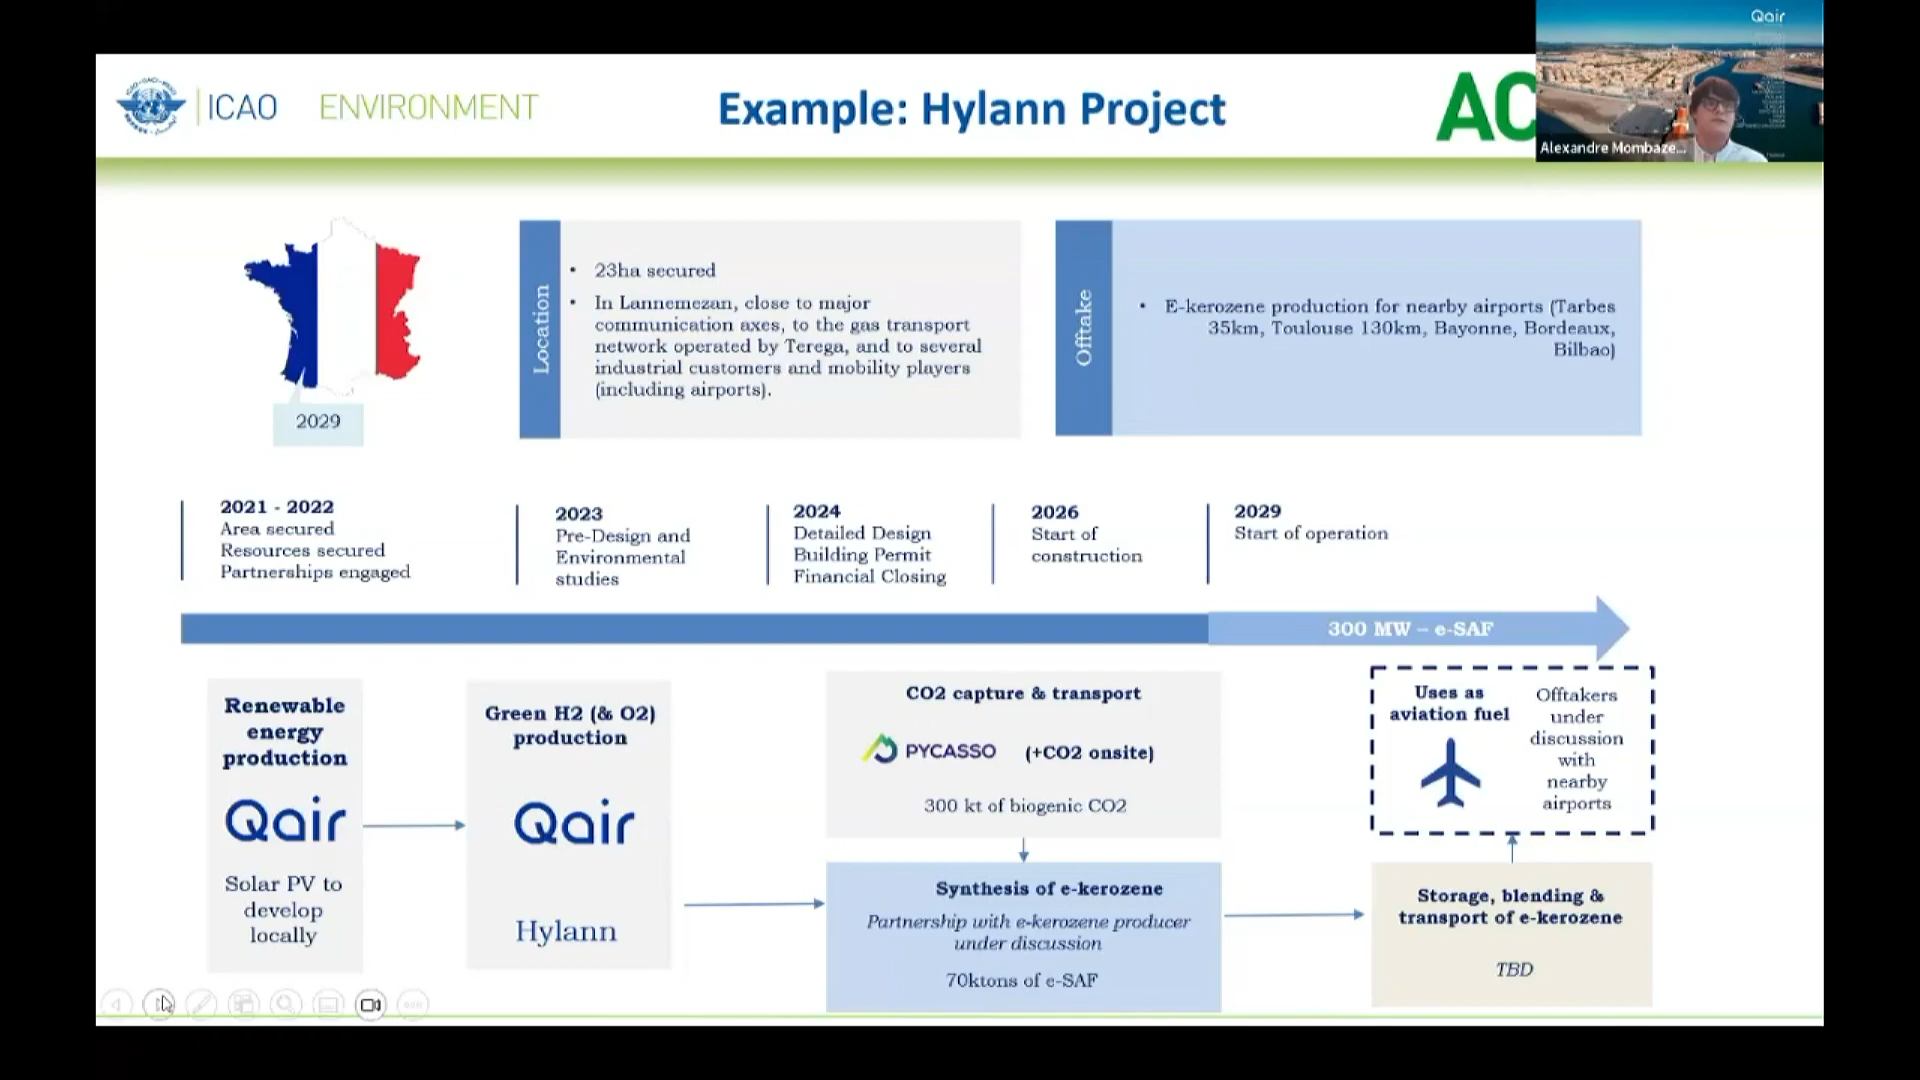 ICAO
ENVIRONMENT
Example: Hylann Project
AC
Qair
Alexandre Mombaze...
2029
Location
• 23ha secured
• In Lannemezan, close to major
communication axes, to the gas transport
network operated by Terega, and to several
industrial customers and mobility players
(including airports).
Offtake
• E-kerozene production for nearby airports (Tarbes
35km, Toulouse 130km, Bayonne, Bordeaux,
Bilbao)
2021 - 2022
Area secured
Resources secured
Partnerships engaged
2023
Pre-Design and
Environmental
studies
2024
Detailed Design
Building Permit
Financial Closing
2026
Start of
construction
2029
Start of operation
300 MW – e-SAF
Renewable
energy
production
Qair
Solar PV to
develop
locally
Green H2 (& O2)
production
Qair
Hylann
CO2 capture & transport
PYCASSO (+CO2 onsite)
300 kt of biogenic CO2
Synthesis of e-kerozene
Partnership with e-kerozene producer
under discussion
70ktons of e-SAF
Uses as
aviation fuel
Offtakers
under
discussion
with
nearby
airports
Storage, blending &
transport of e-kerozene
TBD